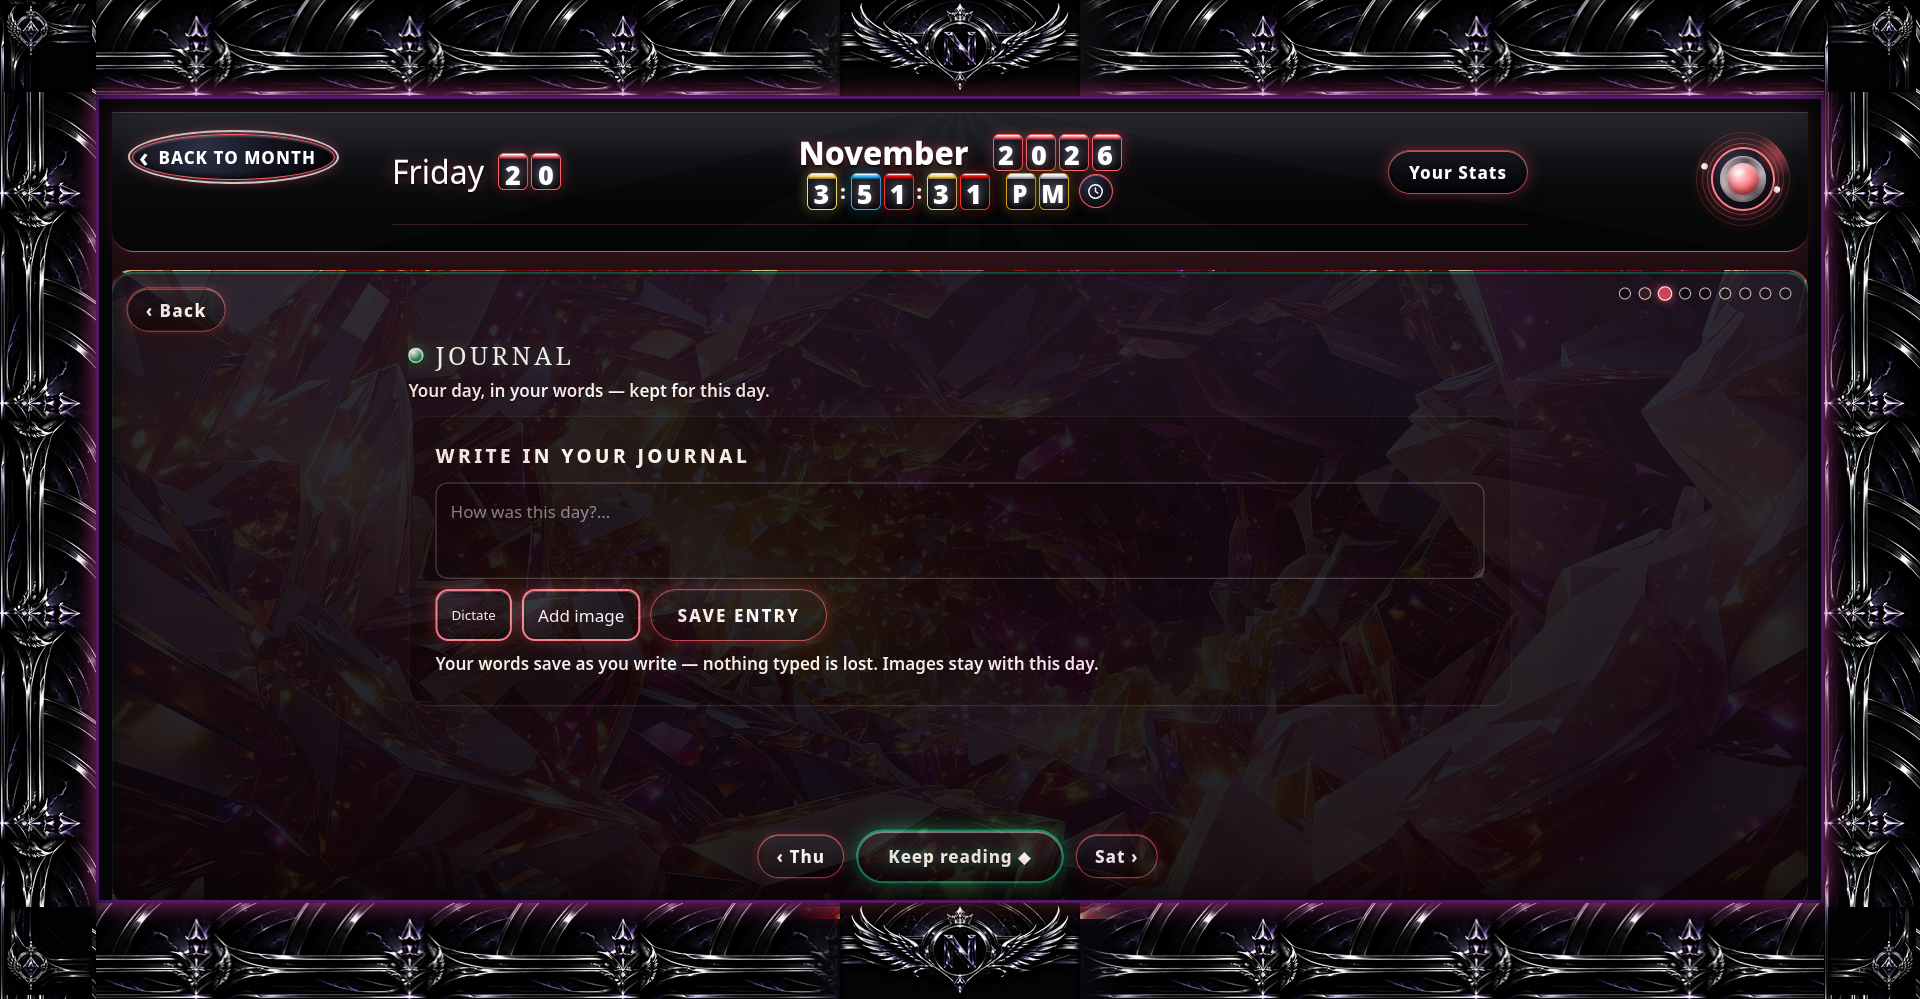 N
‹ BACK TO MONTH
Friday 20
November 2026
3:51:31 PM
Your Stats
‹ Back
JOURNAL
Your day, in your words — kept for this day.
WRITE IN YOUR JOURNAL
How was this day?...
Dictate
Add image
SAVE ENTRY
Your words save as you write — nothing typed is lost. Images stay with this day.
‹ Thu
Keep reading ◆
Sat ›
N